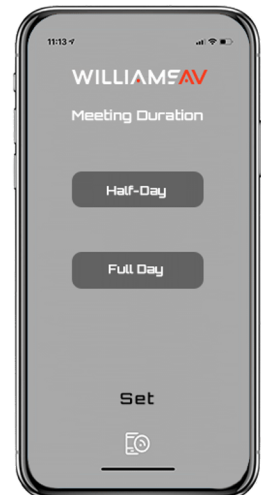 11:13
WILLIAMSAV
Meeting Duration
Half-Day
Full Day
Set